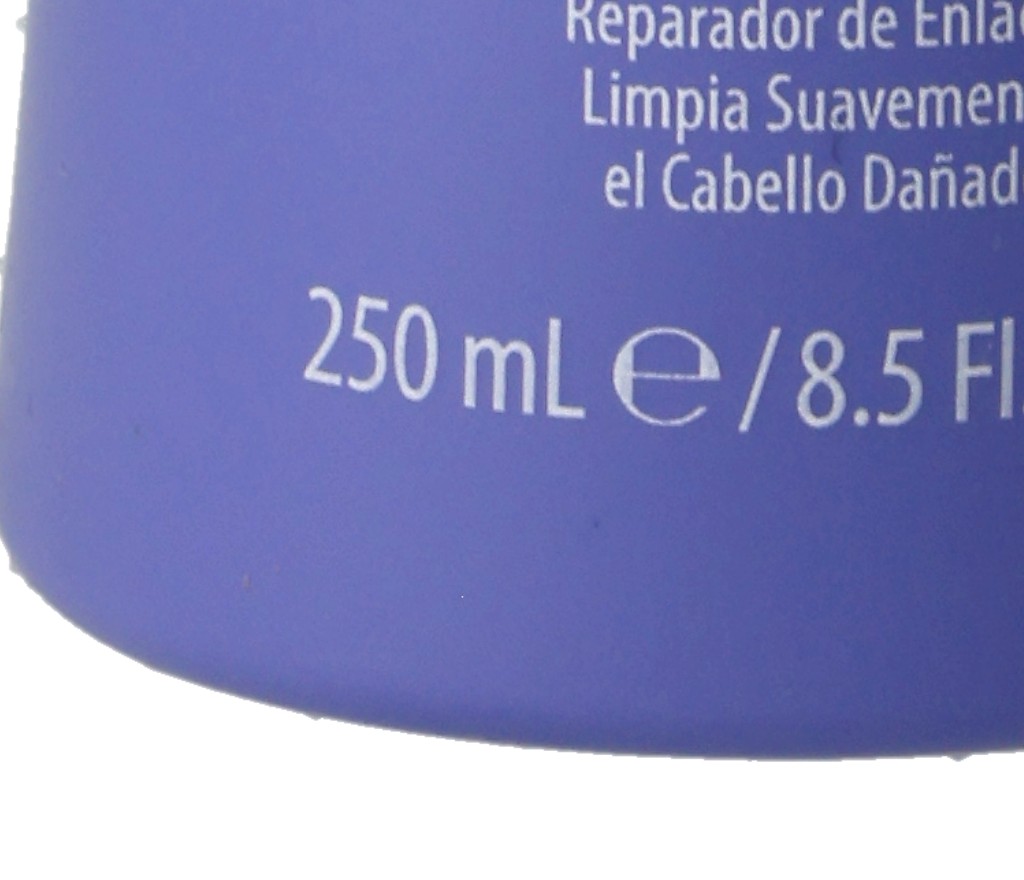 Reparador de Enla
Limpia Suavemen
el Cabello Dañad
250 mL ℮ / 8.5 Fl.